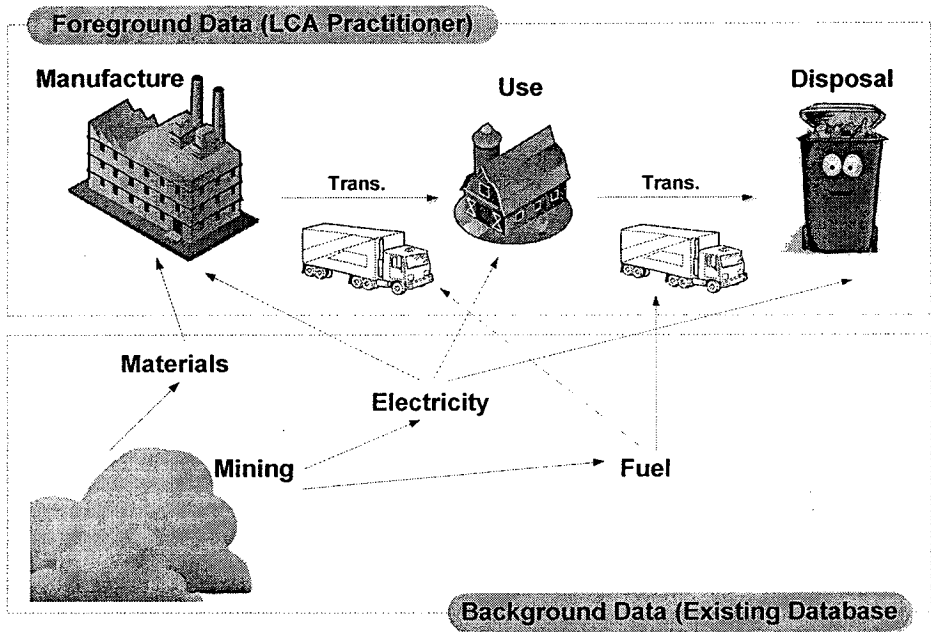 Foreground Data (LCA Practitioner)
Manufacture
Use
Disposal
Trans.
Trans.
Materials
Electricity
Mining
Fuel
Background Data (Existing Database